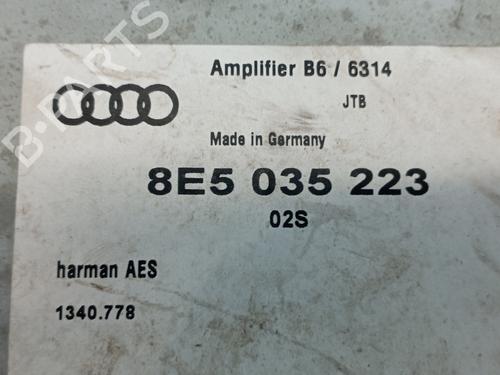 Amplifier B6 / 6314
JTB
Made in Germany
8E5 035 223
02S
harman AES
1340.778
B-PARTS